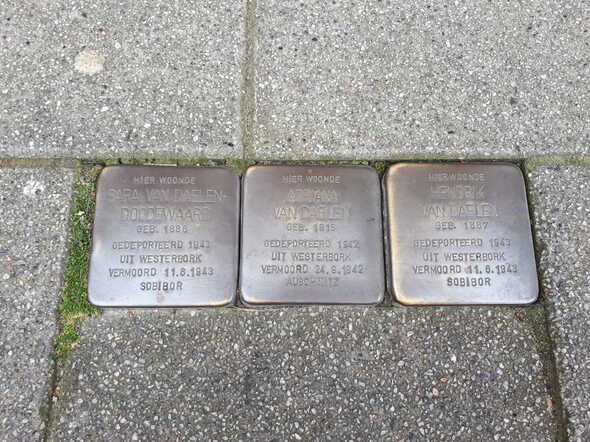 HIER WOONDE
SARA VAN DAELEN-
DODEWAARD
GEB. 1886
GEDEPORTEERD 1943
UIT WESTERBORK
VERMOORD 11.6.1943
SOBIBOR
HIER WOONDE
ADRIANA
VAN DAELEN
GEB. 1915
GEDEPORTEERD 1942
UIT WESTERBORK
VERMOORD 24.9.1942
AUSCHWITZ
HIER WOONDE
HENDRIK
VAN DAELEN
GEB. 1887
GEDEPORTEERD 1943
UIT WESTERBORK
VERMOORD 11.6.1943
SOBIBOR